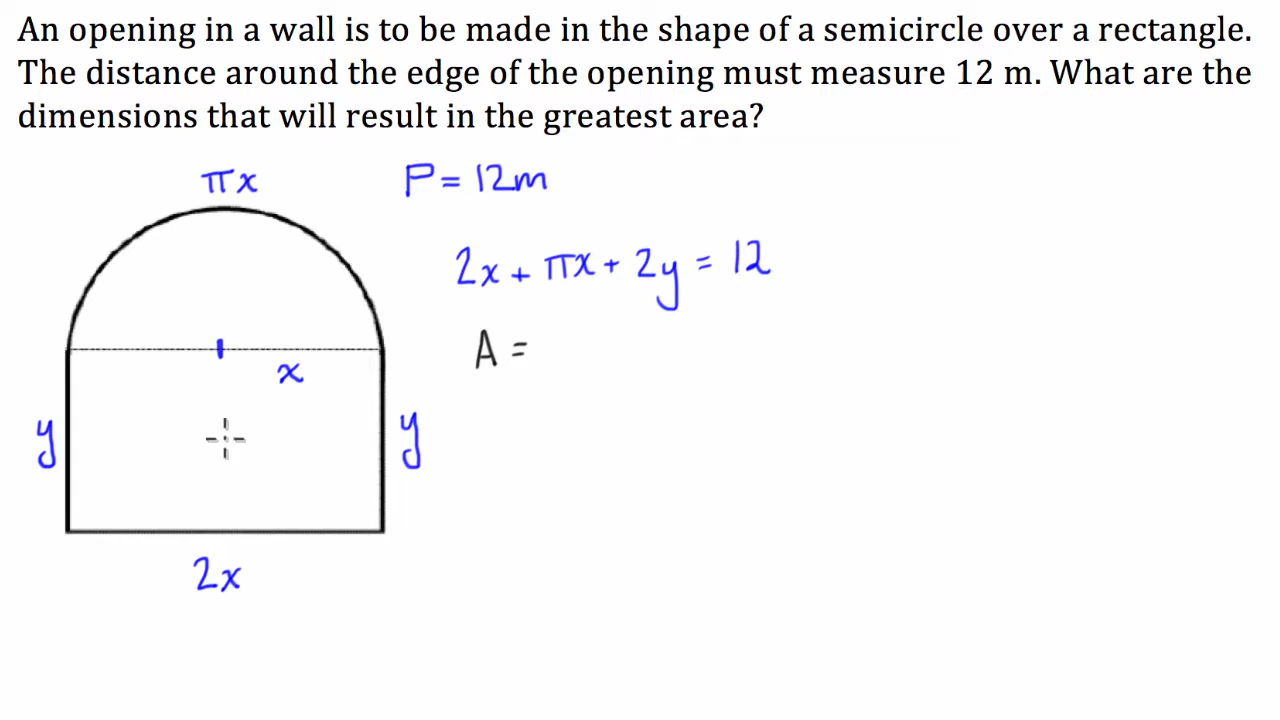 An opening in a wall is to be made in the shape of a semicircle over a rectangle.
The distance around the edge of the opening must measure 12 m. What are the
dimensions that will result in the greatest area?
πx
P = 12m
2x + πx + 2y = 12
A =
x
y
y
2x